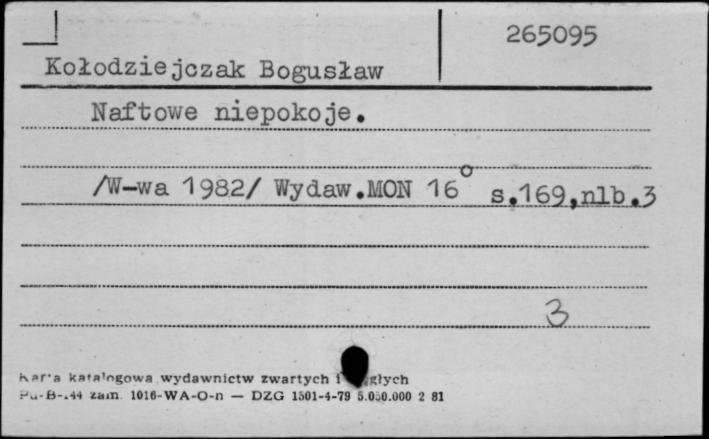 265095
Kołodziejczak Bogusław
Naftowe niepokoje.
/W-wa 1982/ Wydaw.MON 16° s.169,nlb.3
3
Karta katalogowa wydawnictw zwartych i
Pu-B-144 zam. 1016-WA-O-n — DZG 1501-4-79 5.000.000 2 81